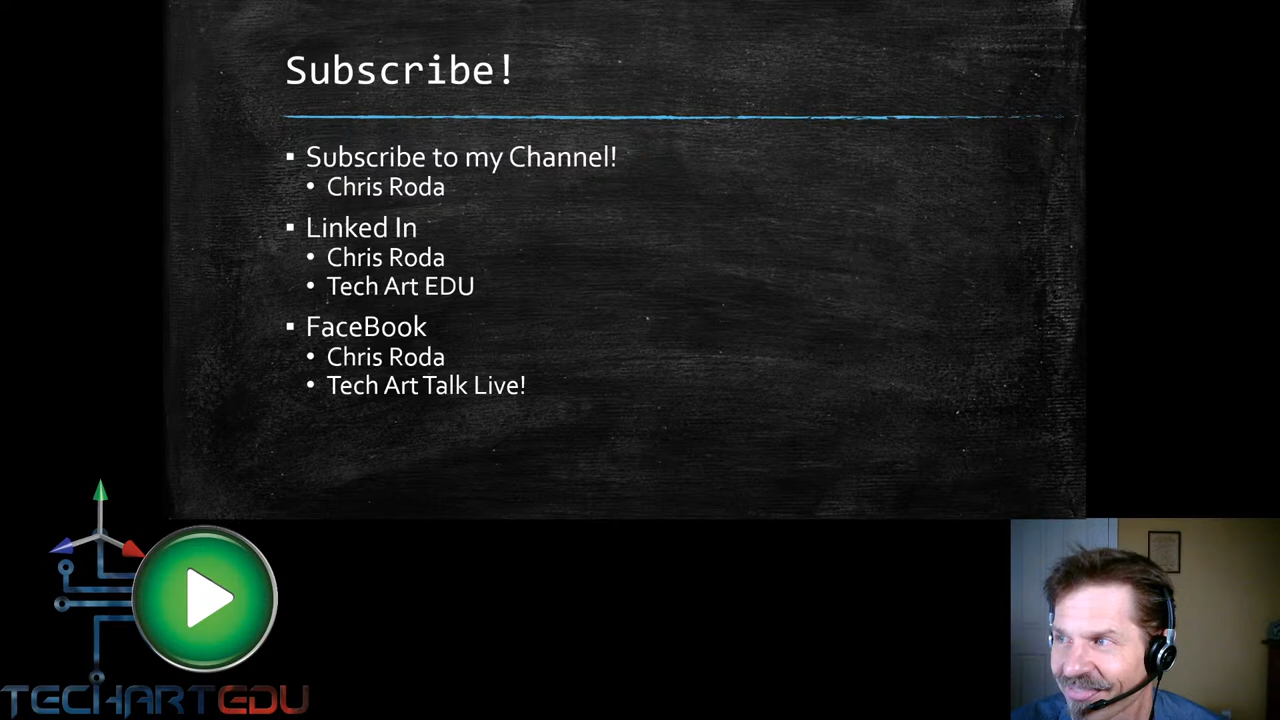 Subscribe!
Subscribe to my Channel!
Chris Roda
Linked In
Chris Roda
Tech Art EDU
FaceBook
Chris Roda
Tech Art Talk Live!
TECHARTEDU